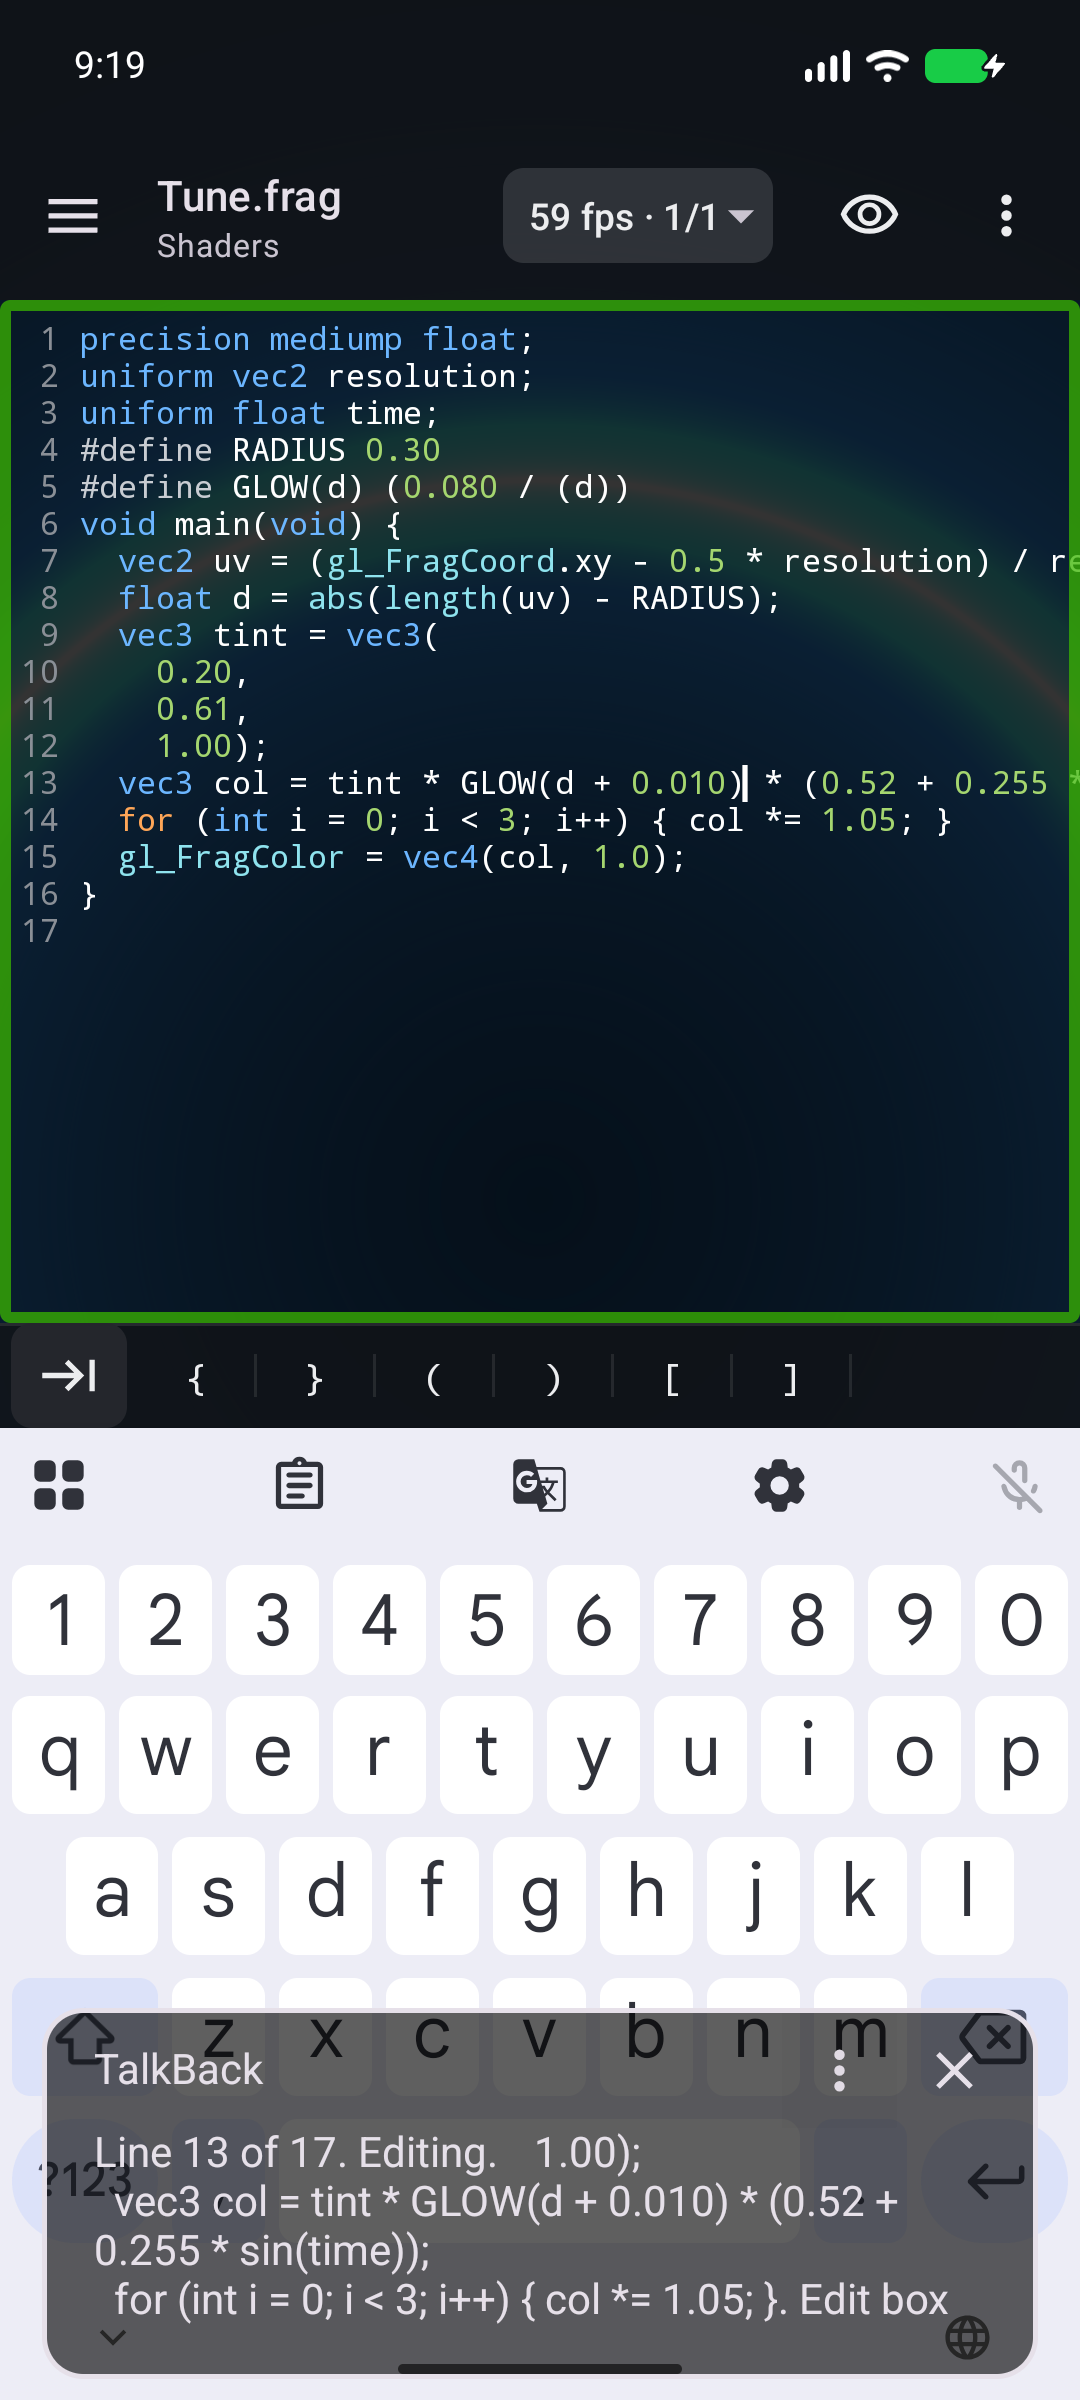 9:19
Tune.frag
Shaders
59 fps · 1/1
1 precision mediump float;
2 uniform vec2 resolution;
3 uniform float time;
4 #define RADIUS 0.30
5 #define GLOW(d) (0.080 / (d))
6 void main(void) {
7 vec2 uv = (gl_FragCoord.xy - 0.5 * resolution) / re
8 float d = abs(length(uv) - RADIUS);
9 vec3 tint = vec3(
10 0.20,
11 0.61,
12 1.00);
13 vec3 col = tint * GLOW(d + 0.010) * (0.52 + 0.255 *
14 for (int i = 0; i < 3; i++) { col *= 1.05; }
15 gl_FragColor = vec4(col, 1.0);
16 }
17
{ } ( ) [ ]
1 2 3 4 5 6 7 8 9 0
q w e r t y u i o p
a s d f g h j k l
z x c v b n m
TalkBack
?123
Line 13 of 17. Editing. 1.00);
vec3 col = tint * GLOW(d + 0.010) * (0.52 +
0.255 * sin(time));
for (int i = 0; i < 3; i++) { col *= 1.05; }. Edit box